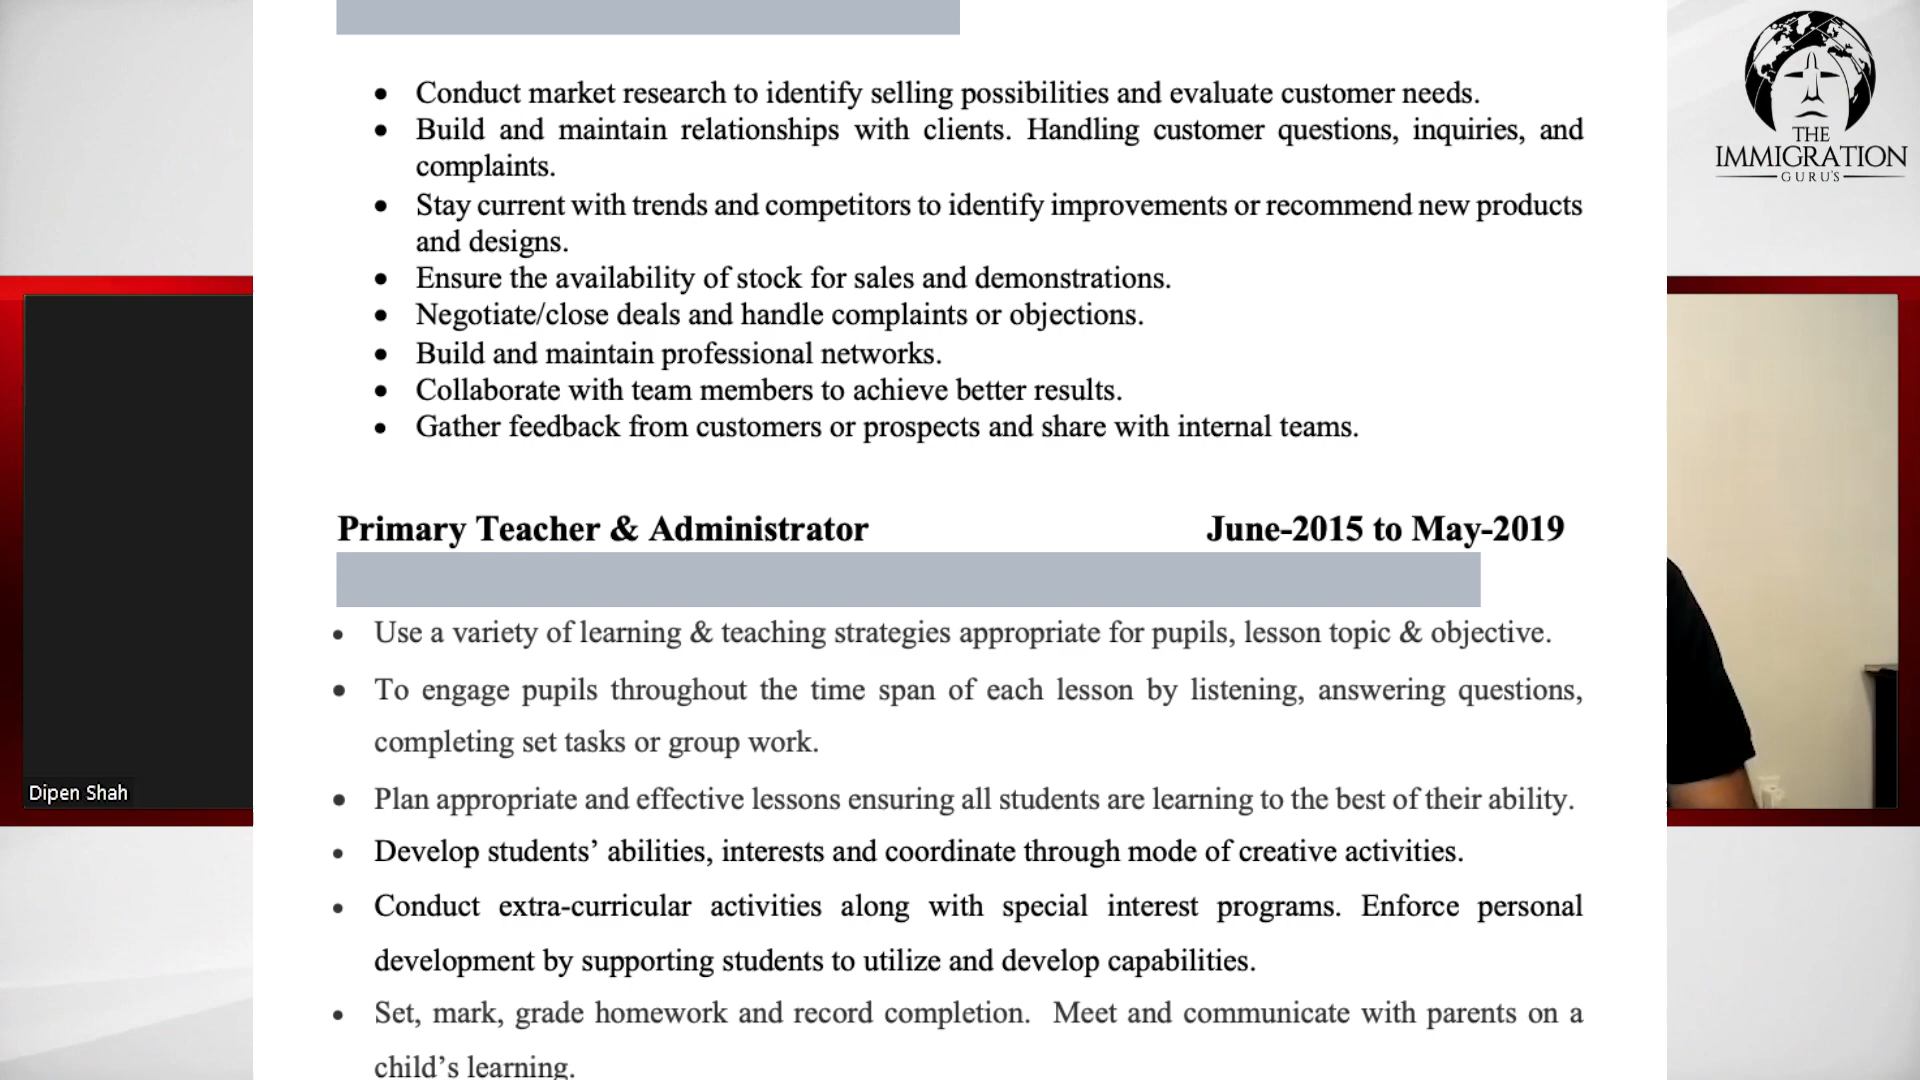 THE
IMMIGRATION
GURU'S
• Conduct market research to identify selling possibilities and evaluate customer needs.
• Build and maintain relationships with clients. Handling customer questions, inquiries, and
complaints.
• Stay current with trends and competitors to identify improvements or recommend new products
and designs.
• Ensure the availability of stock for sales and demonstrations.
• Negotiate/close deals and handle complaints or objections.
• Build and maintain professional networks.
• Collaborate with team members to achieve better results.
• Gather feedback from customers or prospects and share with internal teams.
Primary Teacher & Administrator June-2015 to May-2019
• Use a variety of learning & teaching strategies appropriate for pupils, lesson topic & objective.
• To engage pupils throughout the time span of each lesson by listening, answering questions,
completing set tasks or group work.
• Plan appropriate and effective lessons ensuring all students are learning to the best of their ability.
• Develop students’ abilities, interests and coordinate through mode of creative activities.
• Conduct extra-curricular activities along with special interest programs. Enforce personal
development by supporting students to utilize and develop capabilities.
• Set, mark, grade homework and record completion. Meet and communicate with parents on a
child’s learning.
Dipen Shah